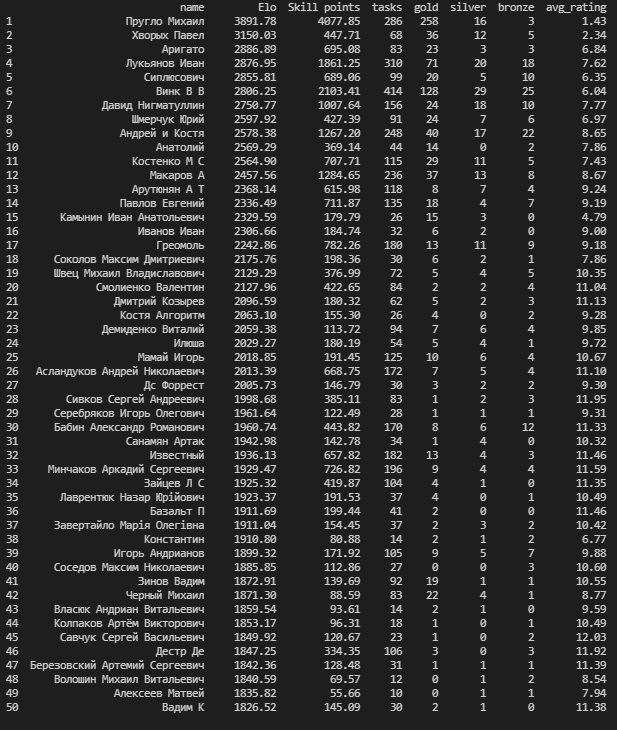 name Elo Skill points tasks gold silver bronze avg_rating
1 Пругло Михаил 3891.78 4077.85 286 258 16 3 1.43
2 Хворых Павел 3150.03 447.71 68 36 12 5 2.34
3 Аригато 2886.89 695.08 83 23 3 3 6.84
4 Лукьянов Иван 2876.95 1861.25 310 71 20 18 7.62
5 Сиплюсович 2855.81 689.06 99 20 5 10 6.35
6 Винк В В 2806.25 2103.41 414 128 29 25 6.04
7 Давид Нигматуллин 2750.77 1007.64 156 24 18 10 7.77
8 Шмерчук Юрий 2597.92 427.39 91 24 7 6 6.97
9 Андрей и Костя 2578.38 1267.20 248 40 17 22 8.65
10 Анатолий 2569.29 369.14 44 14 0 2 7.86
11 Костенко М С 2564.90 707.71 115 29 11 5 7.43
12 Макаров А 2457.56 1284.65 236 37 13 8 8.67
13 Арутюнян А Т 2368.14 615.98 118 8 7 4 9.24
14 Павлов Евгений 2336.49 711.87 135 18 4 7 9.19
15 Камынин Иван Анатольевич 2329.59 179.79 26 15 3 0 4.79
16 Иванов Иван 2306.66 184.74 32 6 2 0 9.00
17 Греомоль 2242.86 782.26 180 13 11 9 9.18
18 Соколов Максим Дмитриевич 2175.76 198.36 30 6 2 1 7.86
19 Швец Михаил Владиславович 2129.29 376.99 72 5 4 5 10.35
20 Смолиенко Валентин 2127.96 422.65 84 2 2 4 11.04
21 Дмитрий Козырев 2096.59 180.32 62 5 2 3 11.13
22 Костя Алгоритм 2063.10 155.30 26 4 0 2 9.28
23 Демиденко Виталий 2059.38 113.72 94 7 6 4 9.85
24 Илюша 2029.27 180.19 54 5 4 1 9.72
25 Мамай Игорь 2018.85 191.45 125 10 6 4 10.67
26 Асландуков Андрей Николаевич 2013.39 668.75 172 7 5 4 11.10
27 Дс Форрест 2005.73 146.79 30 3 2 2 9.30
28 Сивков Сергей Андреевич 1998.68 385.11 83 1 2 3 11.95
29 Серебряков Игорь Олегович 1961.64 122.49 28 1 1 1 9.31
30 Бабин Александр Романович 1960.74 443.82 170 8 6 12 11.33
31 Санамян Артак 1942.98 142.78 34 1 4 0 10.32
32 Известный 1936.13 657.82 182 13 4 3 11.46
33 Минчаков Аркадий Сергеевич 1929.47 726.82 196 9 4 4 11.59
34 Зайцев Л С 1925.32 419.87 104 4 1 0 11.35
35 Лаврентюк Назар Юрійович 1923.37 191.53 37 4 0 1 10.49
36 Базальт П 1911.69 199.44 41 2 0 0 11.46
37 Завертайло Марія Олегівна 1911.04 154.45 37 2 3 2 10.42
38 Константин 1910.80 80.88 14 2 1 2 6.77
39 Игорь Андрианов 1899.32 171.92 105 9 5 7 9.88
40 Соседов Максим Николаевич 1885.85 112.86 27 0 0 3 10.60
41 Зинов Вадим 1872.91 139.69 92 19 1 1 10.55
42 Черный Михаил 1871.30 88.59 83 22 4 1 8.77
43 Власюк Андриан Витальевич 1859.54 93.61 14 2 1 0 9.59
44 Колпаков Артём Викторович 1853.17 96.31 18 1 0 1 10.49
45 Савчук Сергей Васильевич 1849.92 120.67 23 1 0 2 12.03
46 Дестр Де 1847.25 334.35 106 3 0 3 11.92
47 Березовский Артемий Сергеевич 1842.36 128.48 31 1 1 1 11.39
48 Волошин Михаил Витальевич 1840.59 69.57 12 0 1 2 8.54
49 Алексеев Матвей 1835.82 55.66 10 0 1 1 7.94
50 Вадим К 1826.52 145.09 30 2 1 0 11.38